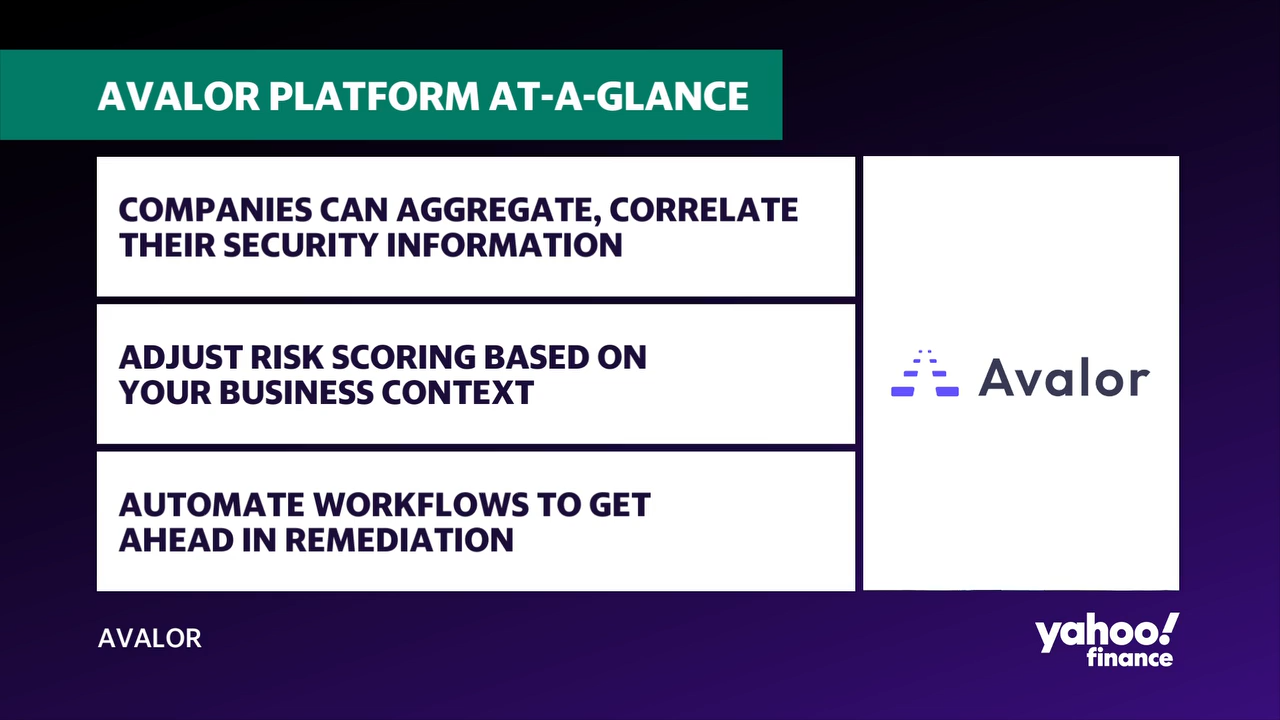 AVALOR PLATFORM AT-A-GLANCE
COMPANIES CAN AGGREGATE, CORRELATE
THEIR SECURITY INFORMATION
ADJUST RISK SCORING BASED ON
YOUR BUSINESS CONTEXT
AUTOMATE WORKFLOWS TO GET
AHEAD IN REMEDIATION
Avalor
AVALOR
yahoo!
finance